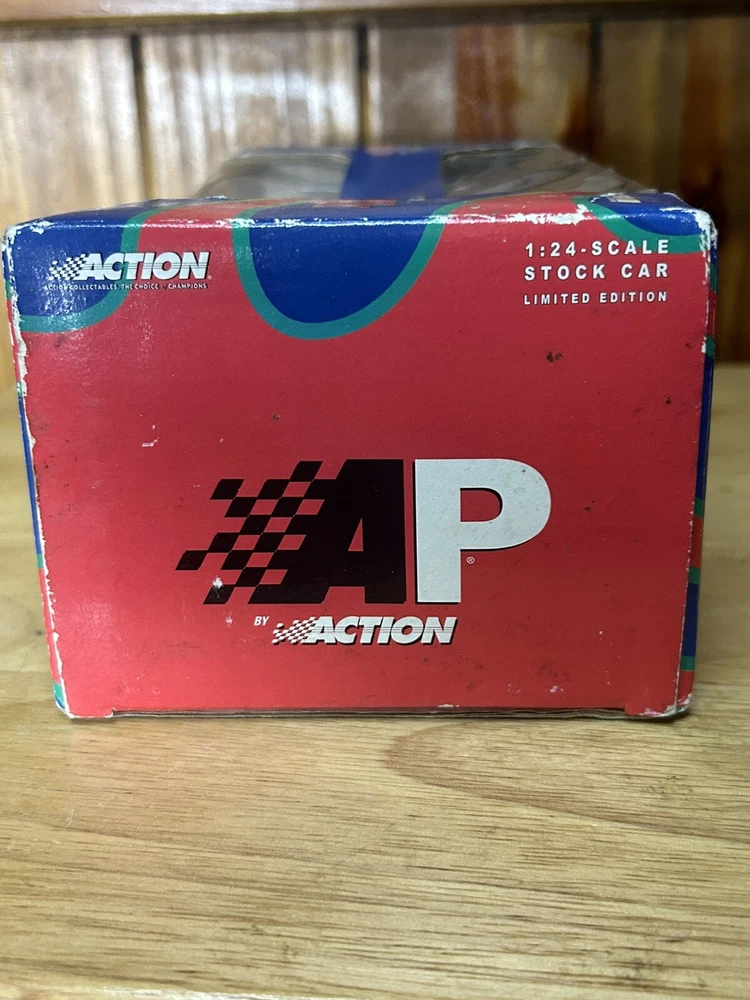 ACTION
ACTION COLLECTABLES, THE CHOICE OF CHAMPIONS
1:24-SCALE
STOCK CAR
LIMITED EDITION
AP®
BY ACTION